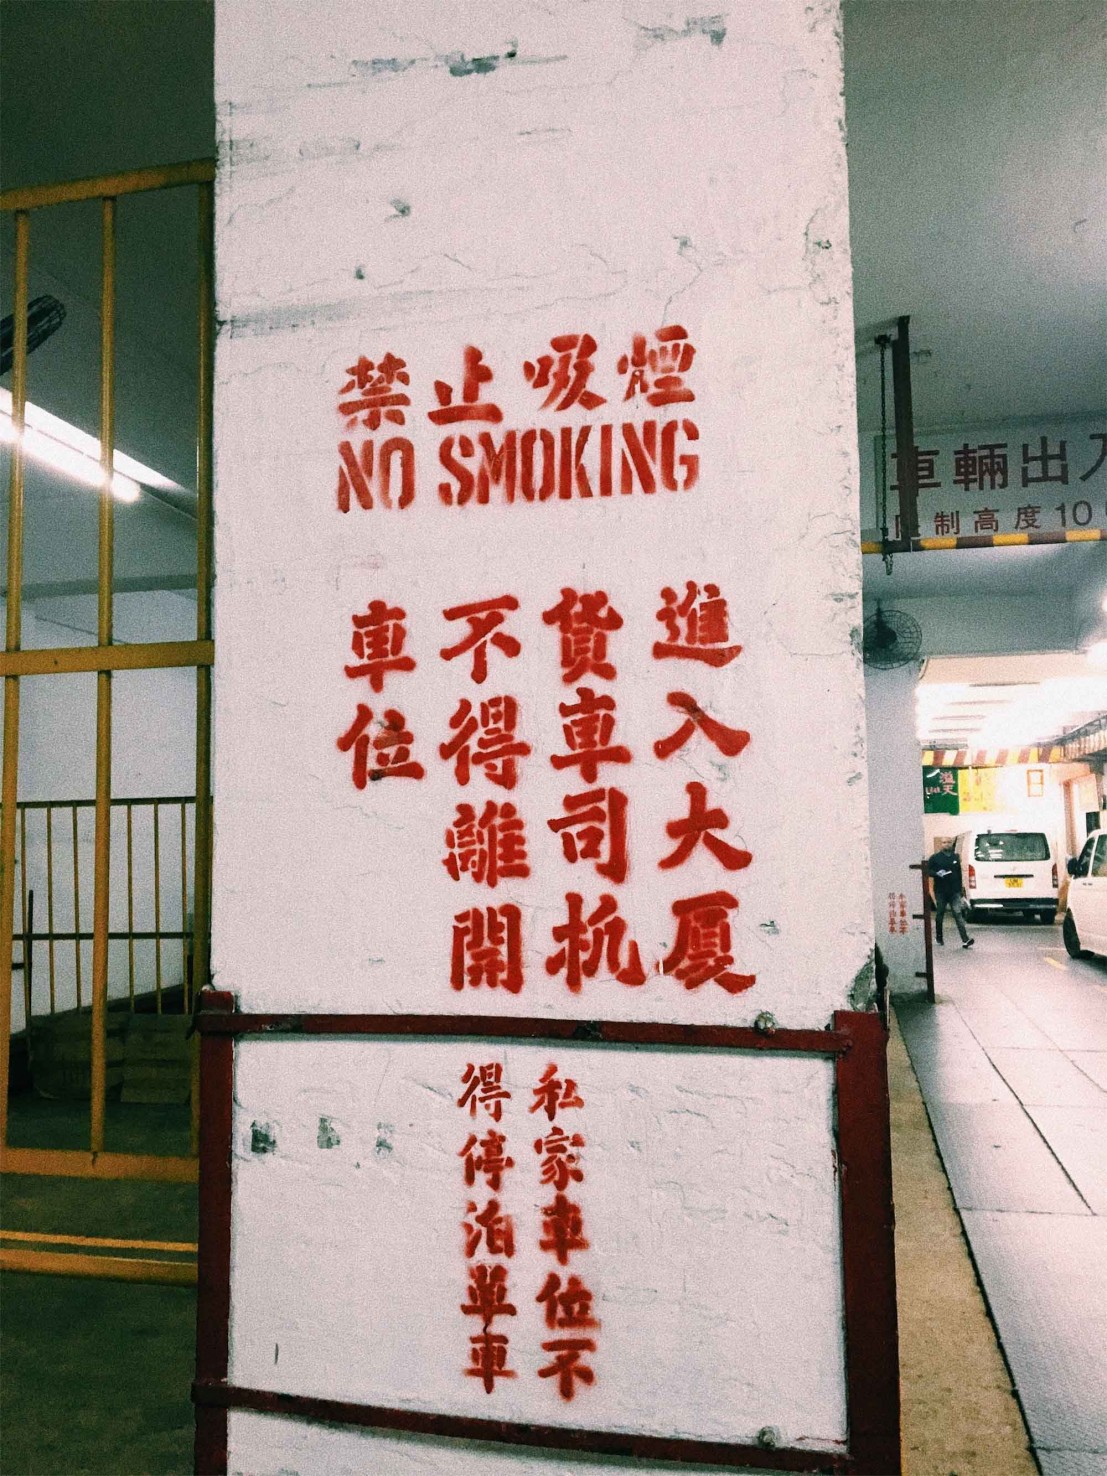 禁止吸煙
NO SMOKING
進入大厦
貨車司机
不得離開
車位
私家車位不
得停泊單車
車輛出入
限制高度10